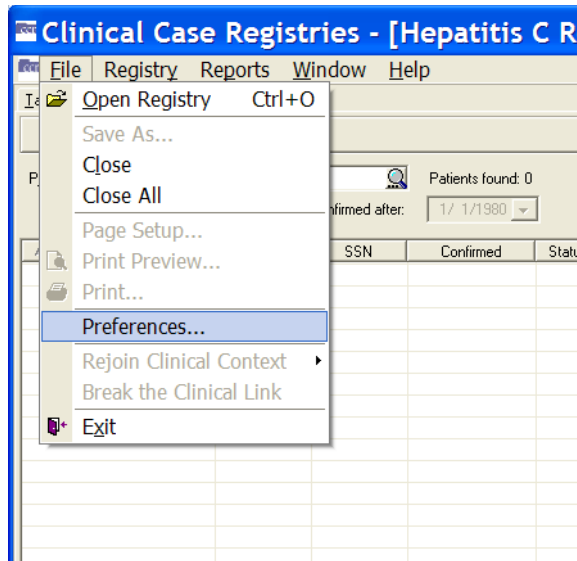 Clinical Case Registries - [Hepatitis C R
File Registry Reports Window Help
Open Registry Ctrl+O
Save As...
Close
Patients found: 0
Close All
nfirmed after: 1/ 1/1980
Page Setup...
SSN Confirmed Statu
Print Preview...
Print...
Preferences...
Rejoin Clinical Context
Break the Clinical Link
Exit